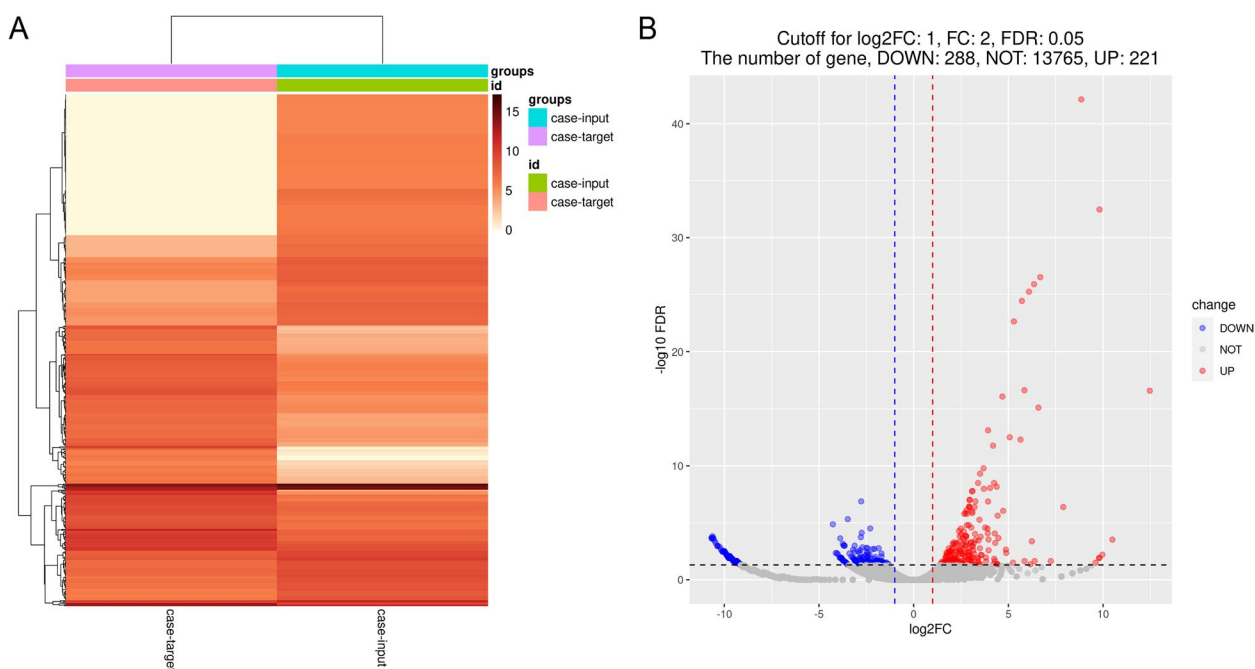 A
groups
id
15
10
5
0
groups
case-input
case-target
id
case-input
case-target
case-targe
case-input
B
Cutoff for log2FC: 1, FC: 2, FDR: 0.05
The number of gene, DOWN: 288, NOT: 13765, UP: 221
40
30
20
10
0
-log10 FDR
-10
-5
0
5
10
log2FC
change
DOWN
NOT
UP